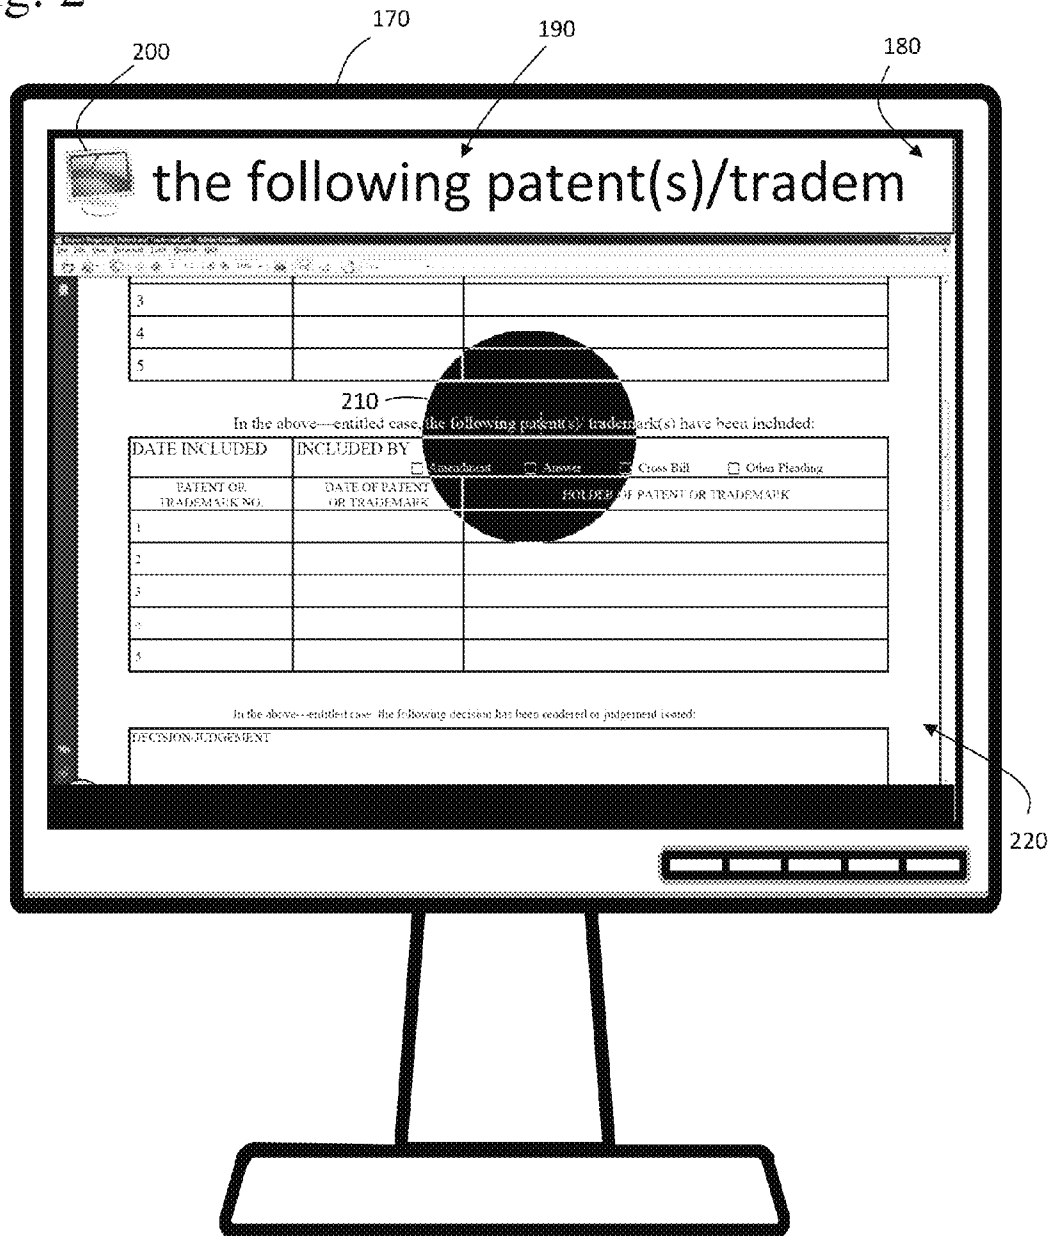 170
190
200
180
the following patent(s)/tradem
3
4
5
210
In the above—entitled case, the following patent(s)/ trademark(s) have been included:
DATE INCLUDED INCLUDED BY
Amendment Answer Cross Bill Other Pleading
PATENT OR DATE OF PATENT HOLDER OF PATENT OR TRADEMARK
TRADEMARK NO. OR TRADEMARK
1
2
3
4
5
In the above—entitled case, the following decision has been rendered or judgement issued:
DECISION/JUDGEMENT
220